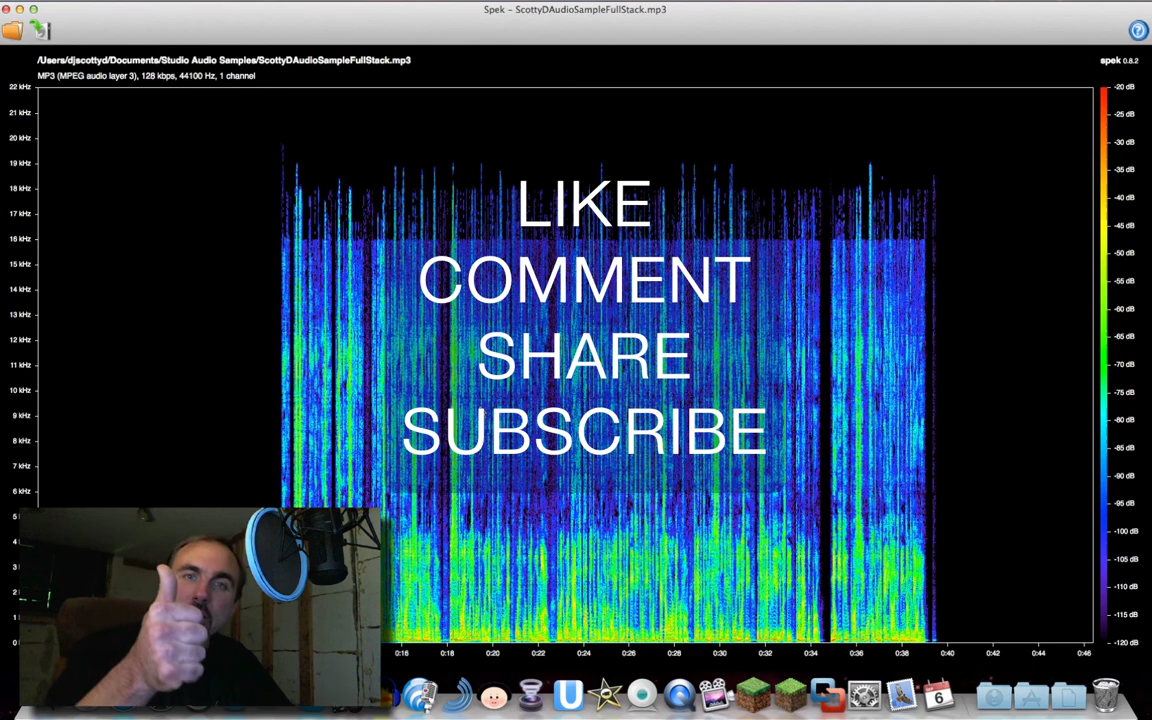 Spek - ScottyDAudioSampleFullStack.mp3
/Users/djscottyd/Documents/Studio Audio Samples/ScottyDAudioSampleFullStack.mp3
spek 0.8.2
MP3 (MPEG audio layer 3), 128 kbps, 44100 Hz, 1 channel
22 kHz
21 kHz
20 kHz
19 kHz
18 kHz
17 kHz
16 kHz
15 kHz
14 kHz
13 kHz
12 kHz
11 kHz
10 kHz
9 kHz
8 kHz
7 kHz
6 kHz
5
4
3
2
1
0
LIKE
COMMENT
SHARE
SUBSCRIBE
-20 dB
-25 dB
-30 dB
-35 dB
-40 dB
-45 dB
-50 dB
-55 dB
-60 dB
-65 dB
-70 dB
-75 dB
-80 dB
-85 dB
-90 dB
-95 dB
-100 dB
-105 dB
-110 dB
-115 dB
-120 dB
0:16 0:18 0:20 0:22 0:24 0:26 0:28 0:30 0:32 0:34 0:36 0:38 0:40 0:42 0:44 0:46
U
6